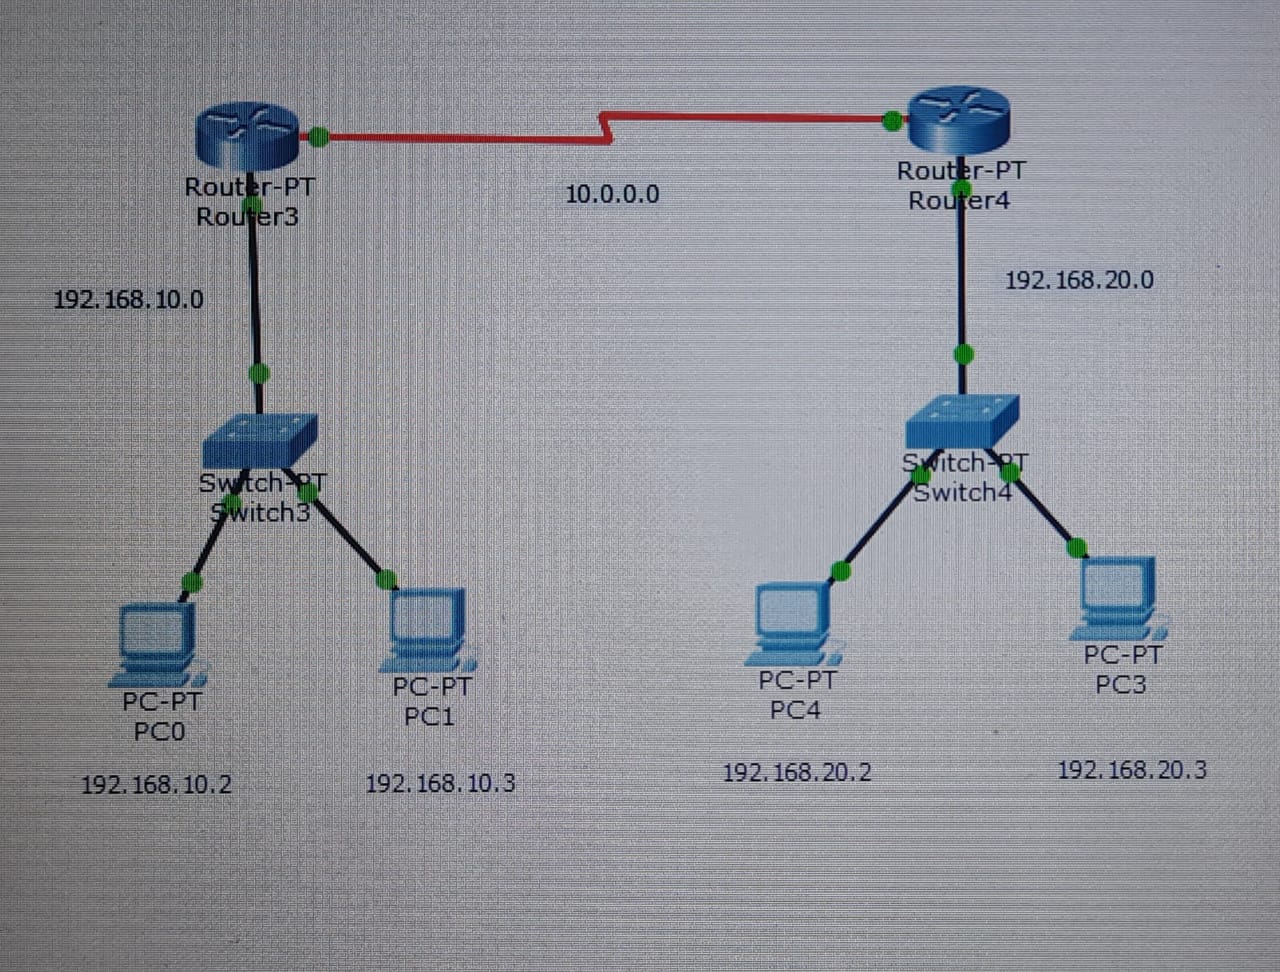 Router-PT
Router3
Router-PT
Router4
10.0.0.0
192.168.10.0
192.168.20.0
Switch-PT
Switch3
Switch-PT
Switch4
PC-PT
PC0
PC-PT
PC1
PC-PT
PC4
PC-PT
PC3
192.168.10.2
192.168.10.3
192.168.20.2
192.168.20.3